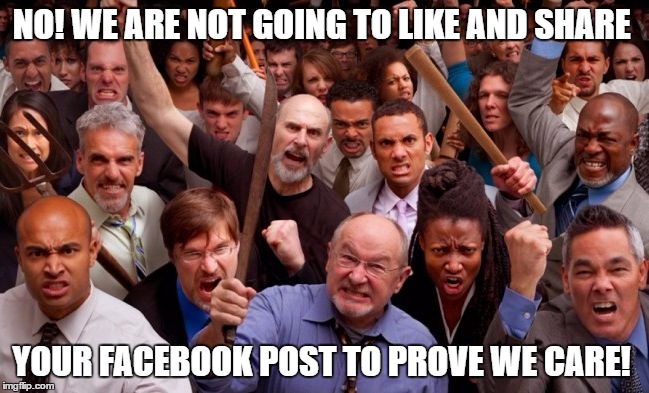 NO! WE ARE NOT GOING TO LIKE AND SHARE
YOUR FACEBOOK POST TO PROVE WE CARE!
imgflip.com